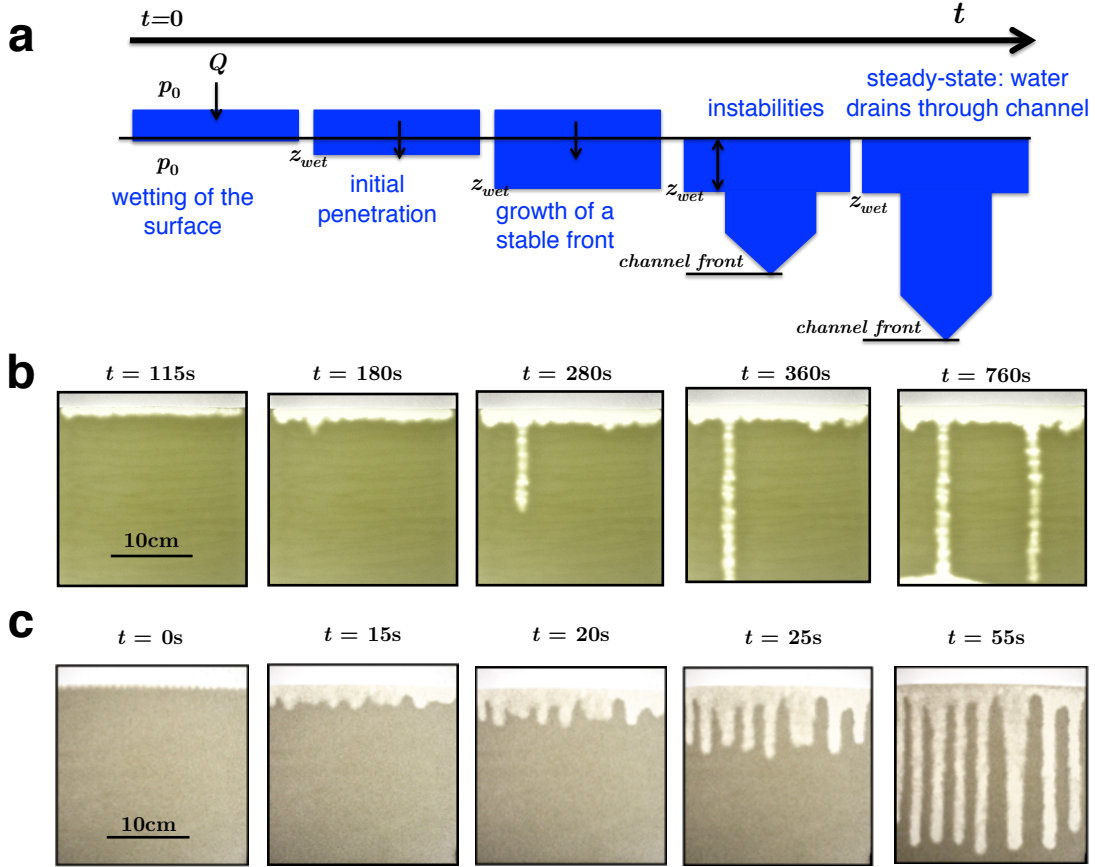 a
t=0
t
Q
p0
p0
steady-state: water
drains through channel
instabilities
zwet
zwet
zwet
zwet
wetting of the
surface
initial
penetration
growth of a
stable front
channel front
channel front
b
t = 115s
t = 180s
t = 280s
t = 360s
t = 760s
10cm
c
t = 0s
t = 15s
t = 20s
t = 25s
t = 55s
10cm